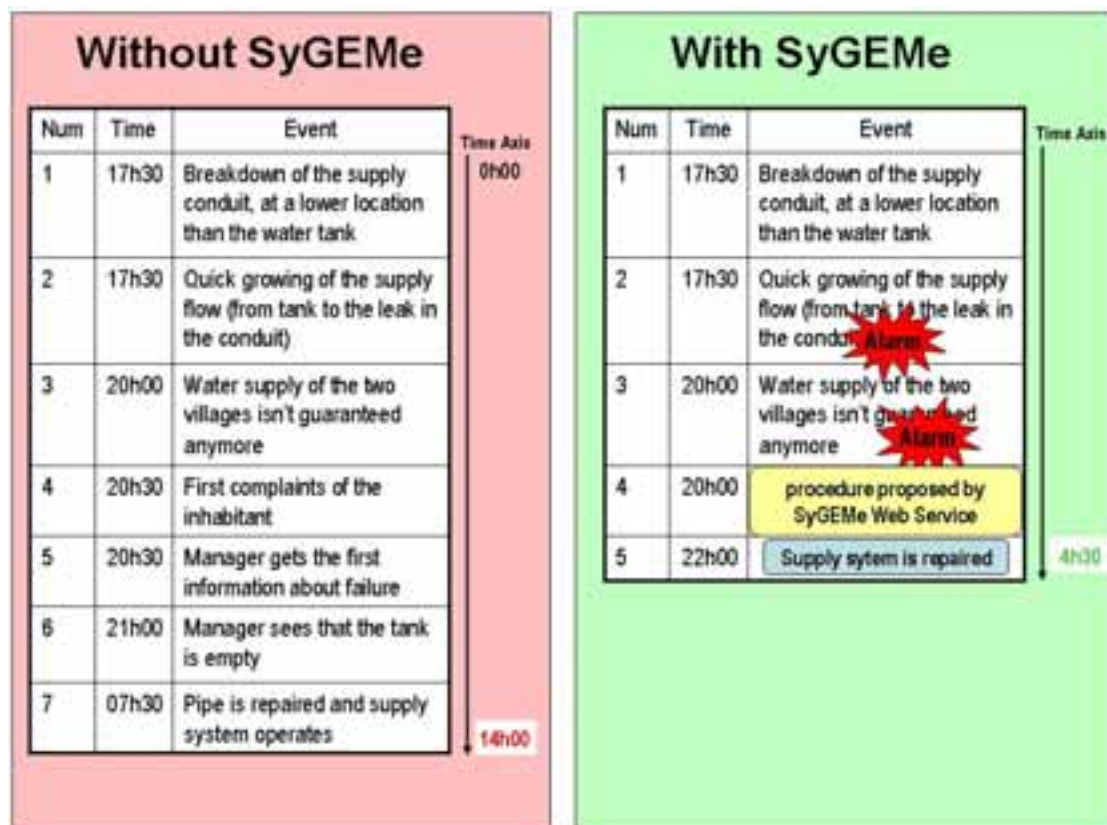 Without SyGEMe
Num Time Event
Time Axis
1 17h30 Breakdown of the supply
0h00
conduit, at a lower location
than the water tank
2 17h30 Quick growing of the supply
flow (from tank to the leak in
the conduit)
3 20h00 Water supply of the two
villages isn't guaranteed
anymore
4 20h30 First complaints of the
inhabitant
5 20h30 Manager gets the first
information about failure
6 21h00 Manager sees that the tank
is empty
7 07h30 Pipe is repaired and supply
system operates
14h00
With SyGEMe
Num Time Event
Time Axis
1 17h30 Breakdown of the supply
conduit, at a lower location
than the water tank
2 17h30 Quick growing of the supply
flow (from tank to the leak in
the
Alarm
3 20h00 Water supply of the two
villages isn't
anymore
Alarm
4 20h00 procedure proposed by
SyGEMe Web Service
5 22h00 Supply sytem is repaired
4h30